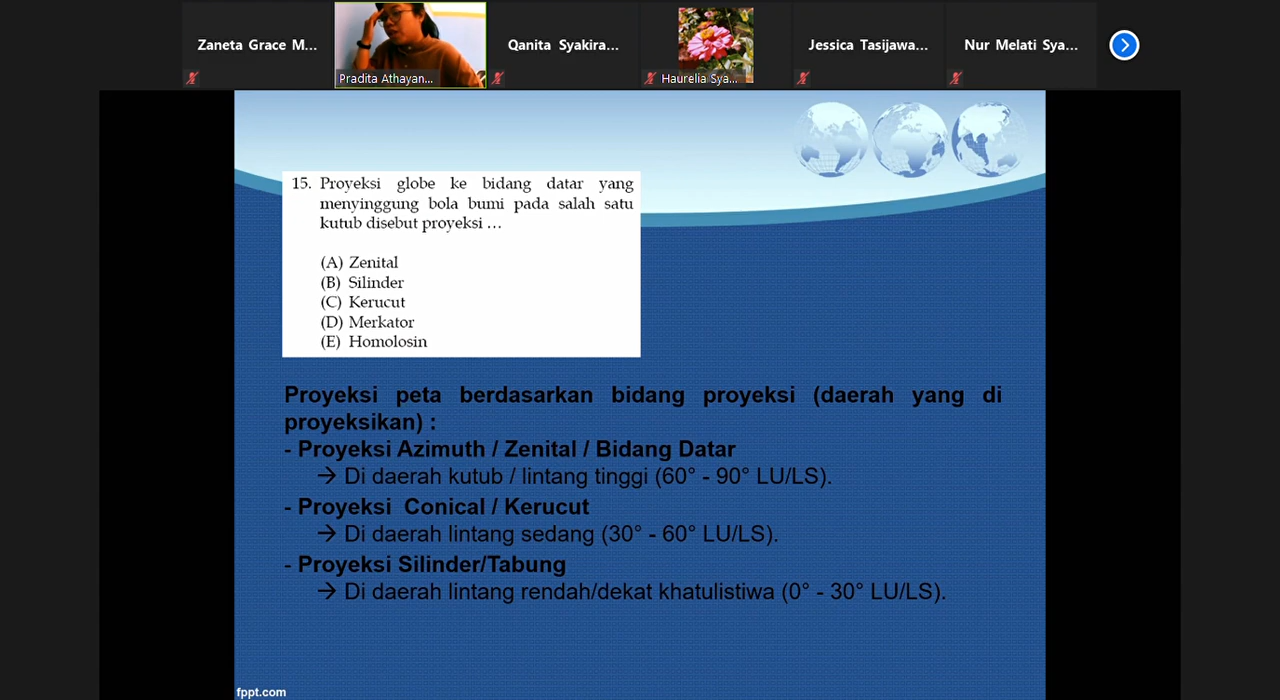 Zaneta Grace M...
Pradita Athayan...
Qanita Syakira...
Haurelia Sya...
Jessica Tasijawa...
Nur Melati Sya...
15. Proyeksi globe ke bidang datar yang
menyinggung bola bumi pada salah satu
kutub disebut proyeksi ...
(A) Zenital
(B) Silinder
(C) Kerucut
(D) Merkator
(E) Homolosin
Proyeksi peta berdasarkan bidang proyeksi (daerah yang di
proyeksikan) :
- Proyeksi Azimuth / Zenital / Bidang Datar
→ Di daerah kutub / lintang tinggi (60° - 90° LU/LS).
- Proyeksi Conical / Kerucut
→ Di daerah lintang sedang (30° - 60° LU/LS).
- Proyeksi Silinder/Tabung
→ Di daerah lintang rendah/dekat khatulistiwa (0° - 30° LU/LS).
fppt.com